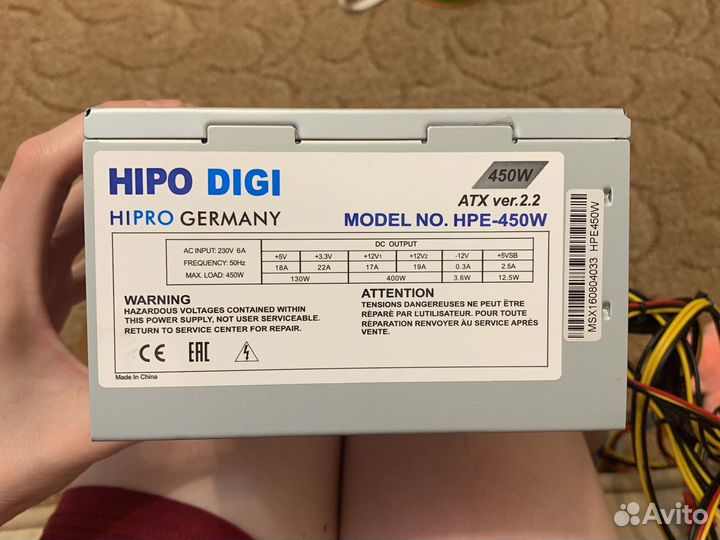 HIPO DIGI
HIPRO GERMANY
450W
ATX ver.2.2
MODEL NO. HPE-450W
AC INPUT: 230V 6A
FREQUENCY: 50Hz
MAX. LOAD: 450W
DC OUTPUT
+5V +3.3V +12V1 +12V2 -12V +5VSB
18A 22A 17A 19A 0.3A 2.5A
130W 400W 3.6W 12.5W
WARNING
HAZARDOUS VOLTAGES CONTAINED WITHIN
THIS POWER SUPPLY, NOT USER SERVICEABLE.
RETURN TO SERVICE CENTER FOR REPAIR.
ATTENTION
TENSIONS DANGEREUSES NE PEUT ÊTRE
RÉPARÉ PAR L'UTILISEUR. POUR TOUTE
RÉPARATION RENVOYER ÀU SERVICE APRÉS
VENTE.
CE EAC
Made In China
MSX160804033 HPE450W
Avito